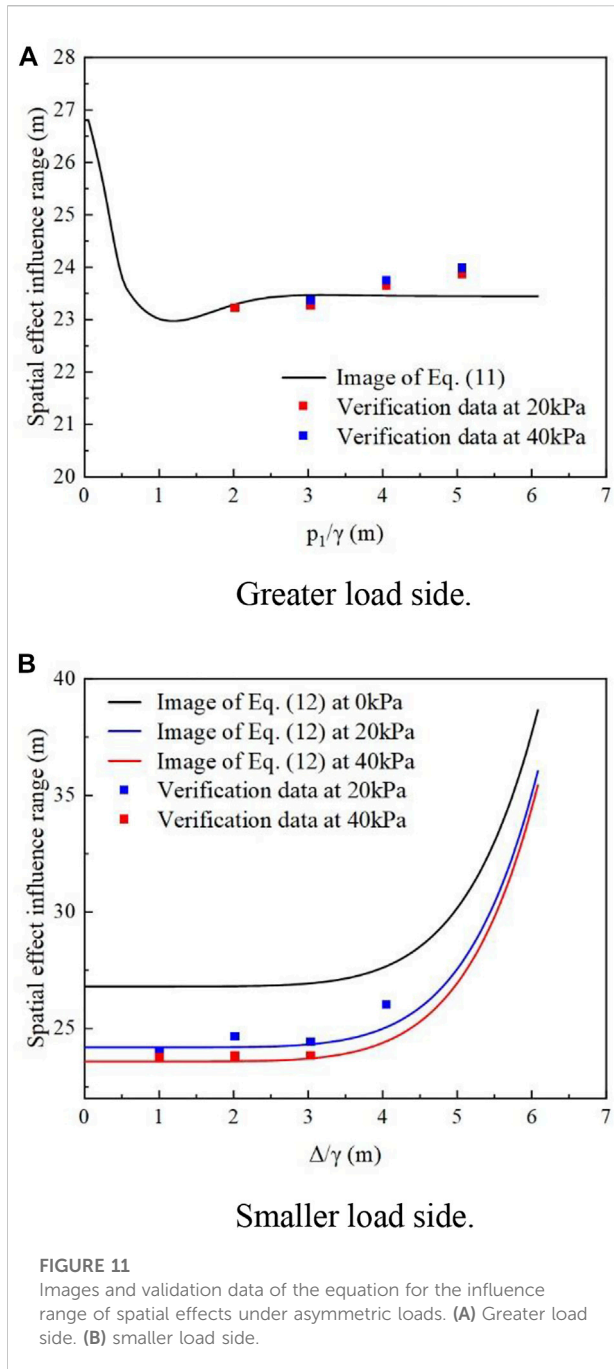 A
Spatial effect influence range (m)
28
27
26
25
24
23
22
21
20
Image of Eq. (11)
Verification data at 20kPa
Verification data at 40kPa
0 1 2 3 4 5 6 7
p₁/γ (m)
Greater load side.
B
Spatial effect influence range (m)
40
35
30
25
Image of Eq. (12) at 0kPa
Image of Eq. (12) at 20kPa
Image of Eq. (12) at 40kPa
Verification data at 20kPa
Verification data at 40kPa
0 1 2 3 4 5 6 7
Δ/γ (m)
Smaller load side.
FIGURE 11
Images and validation data of the equation for the influence
range of spatial effects under asymmetric loads. (A) Greater load
side. (B) smaller load side.